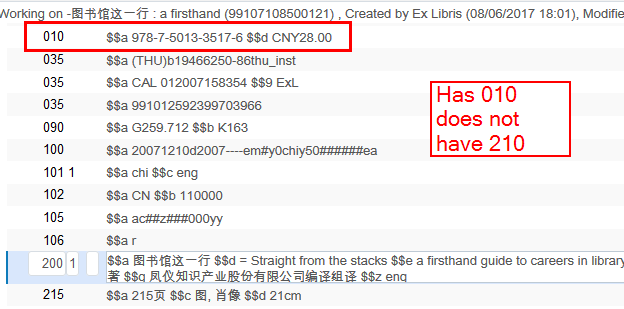 Working on -图书馆这一行 : a firsthand (99107108500121) , Created by Ex Libris (08/06/2017 18:01), Modifie
010 $$a 978-7-5013-3517-6 $$d CNY28.00
035 $$a (THU)b19466250-86thu_inst
035 $$a CAL 012007158354 $$9 ExL
035 $$a 991012592399703966
090 $$a G259.712 $$b K163
100 $$a 20071210d2007----em#y0chiy50######ea
101 1 $$a chi $$c eng
102 $$a CN $$b 110000
105 $$a ac##z###000yy
106 $$a r
200 1 $$a 图书馆这一行 $$d = Straight from the stacks $$e a firsthand guide to careers in library
著 $$g 凤仪知识产业股份有限公司编译组译 $$z eng
215 $$a 215页 $$c 图, 肖像 $$d 21cm
Has 010
does not
have 210